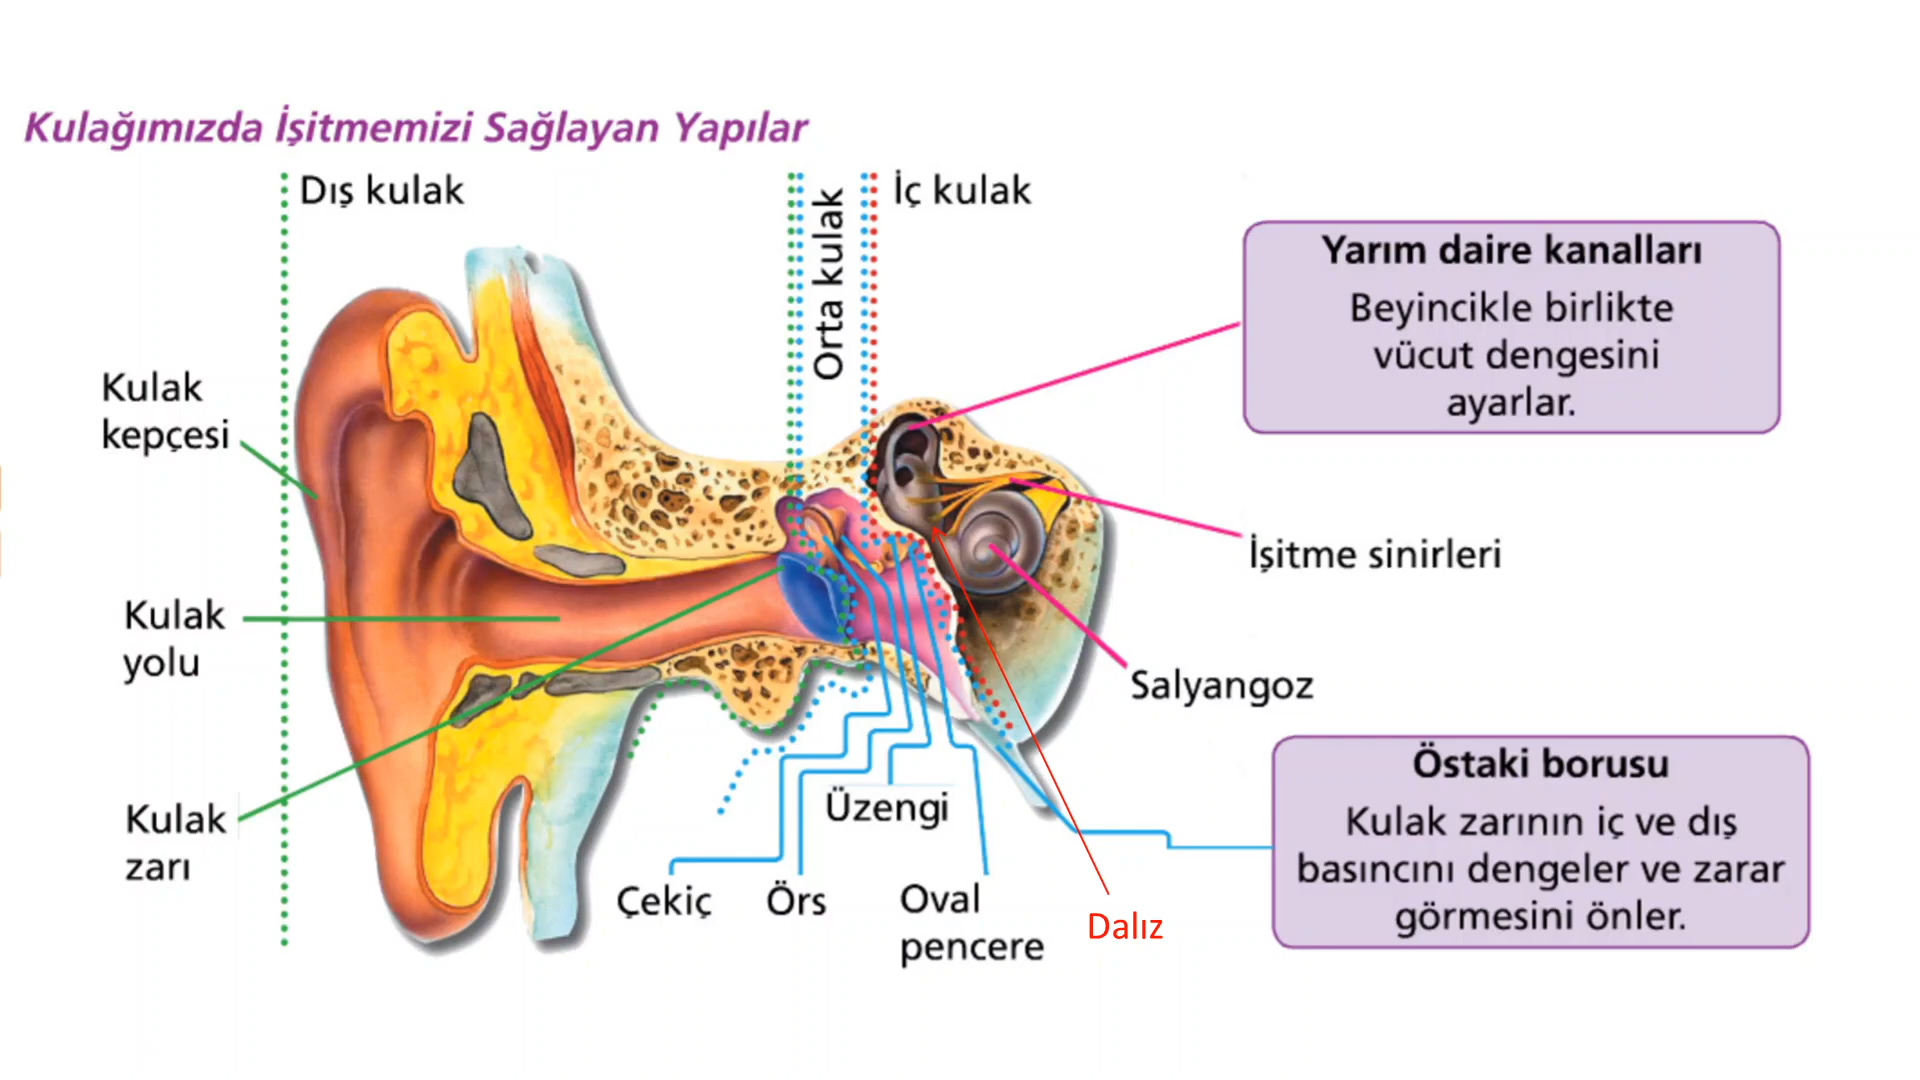 Kulağımızda İşitmemizi Sağlayan Yapılar
Dış kulak
Orta kulak
İç kulak
Kulak
kepçesi
Kulak
yolu
Kulak
zarı
Çekiç
Örs
Üzengi
Oval
pencere
Dalız
Yarım daire kanalları
Beyincikle birlikte
vücut dengesini
ayarlar.
İşitme sinirleri
Salyangoz
Östaki borusu
Kulak zarının iç ve dış
basıncını dengeler ve zarar
görmesini önler.